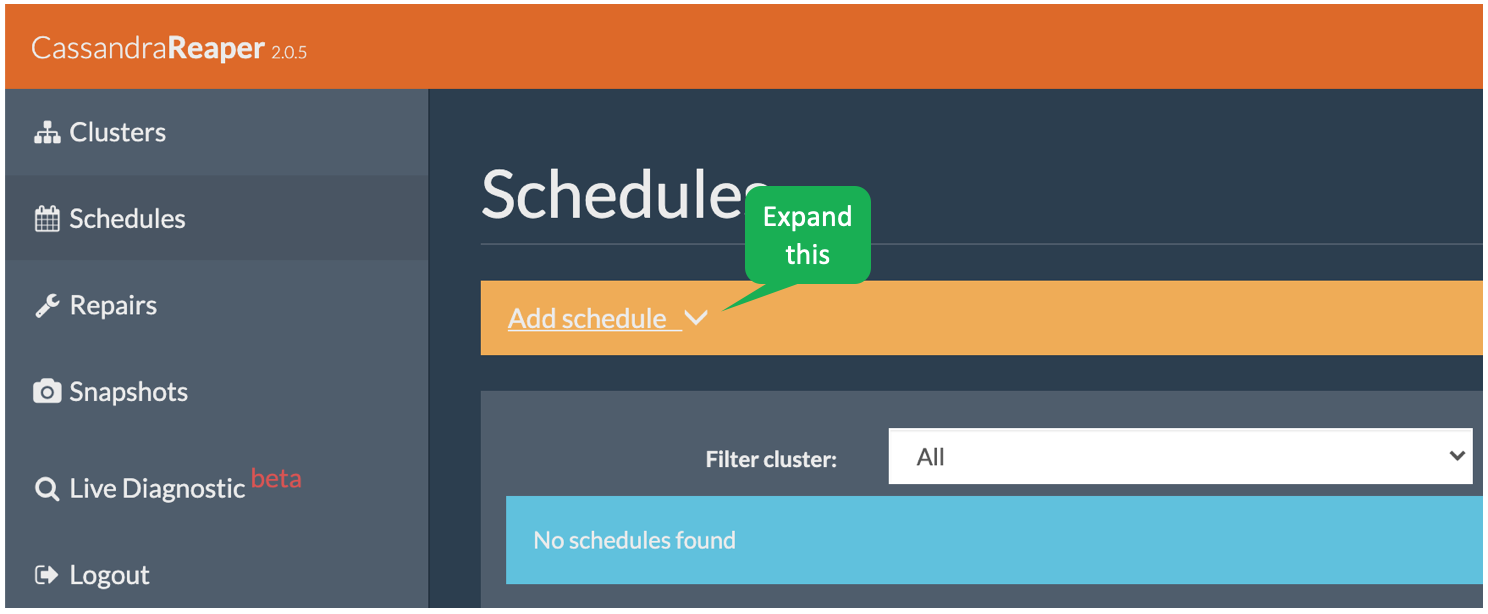 CassandraReaper 2.0.5
Clusters
Schedules
Repairs
Snapshots
Live Diagnostic beta
Logout
Schedules
Expand
this
Add schedule
Filter cluster:
All
No schedules found